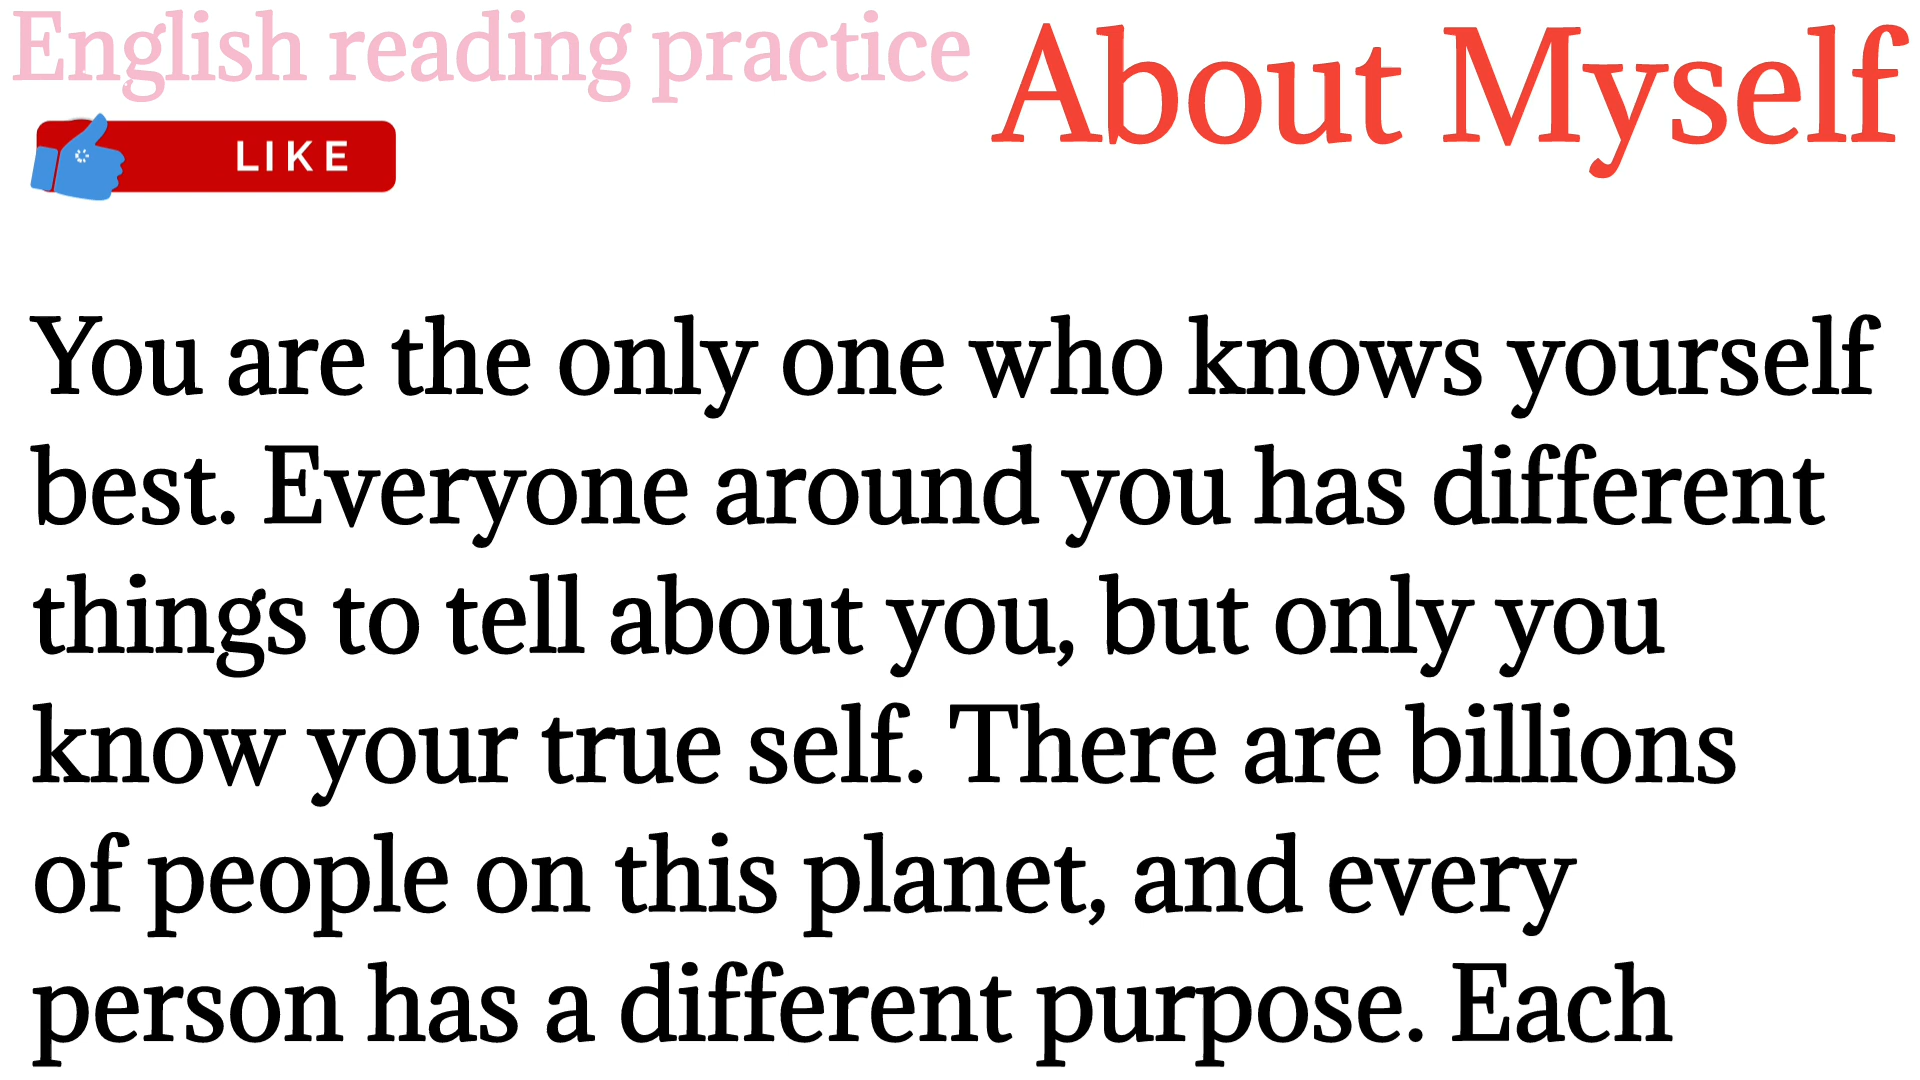 English reading practice
About Myself
LIKE
You are the only one who knows yourself
best. Everyone around you has different
things to tell about you, but only you
know your true self. There are billions
of people on this planet, and every
person has a different purpose. Each